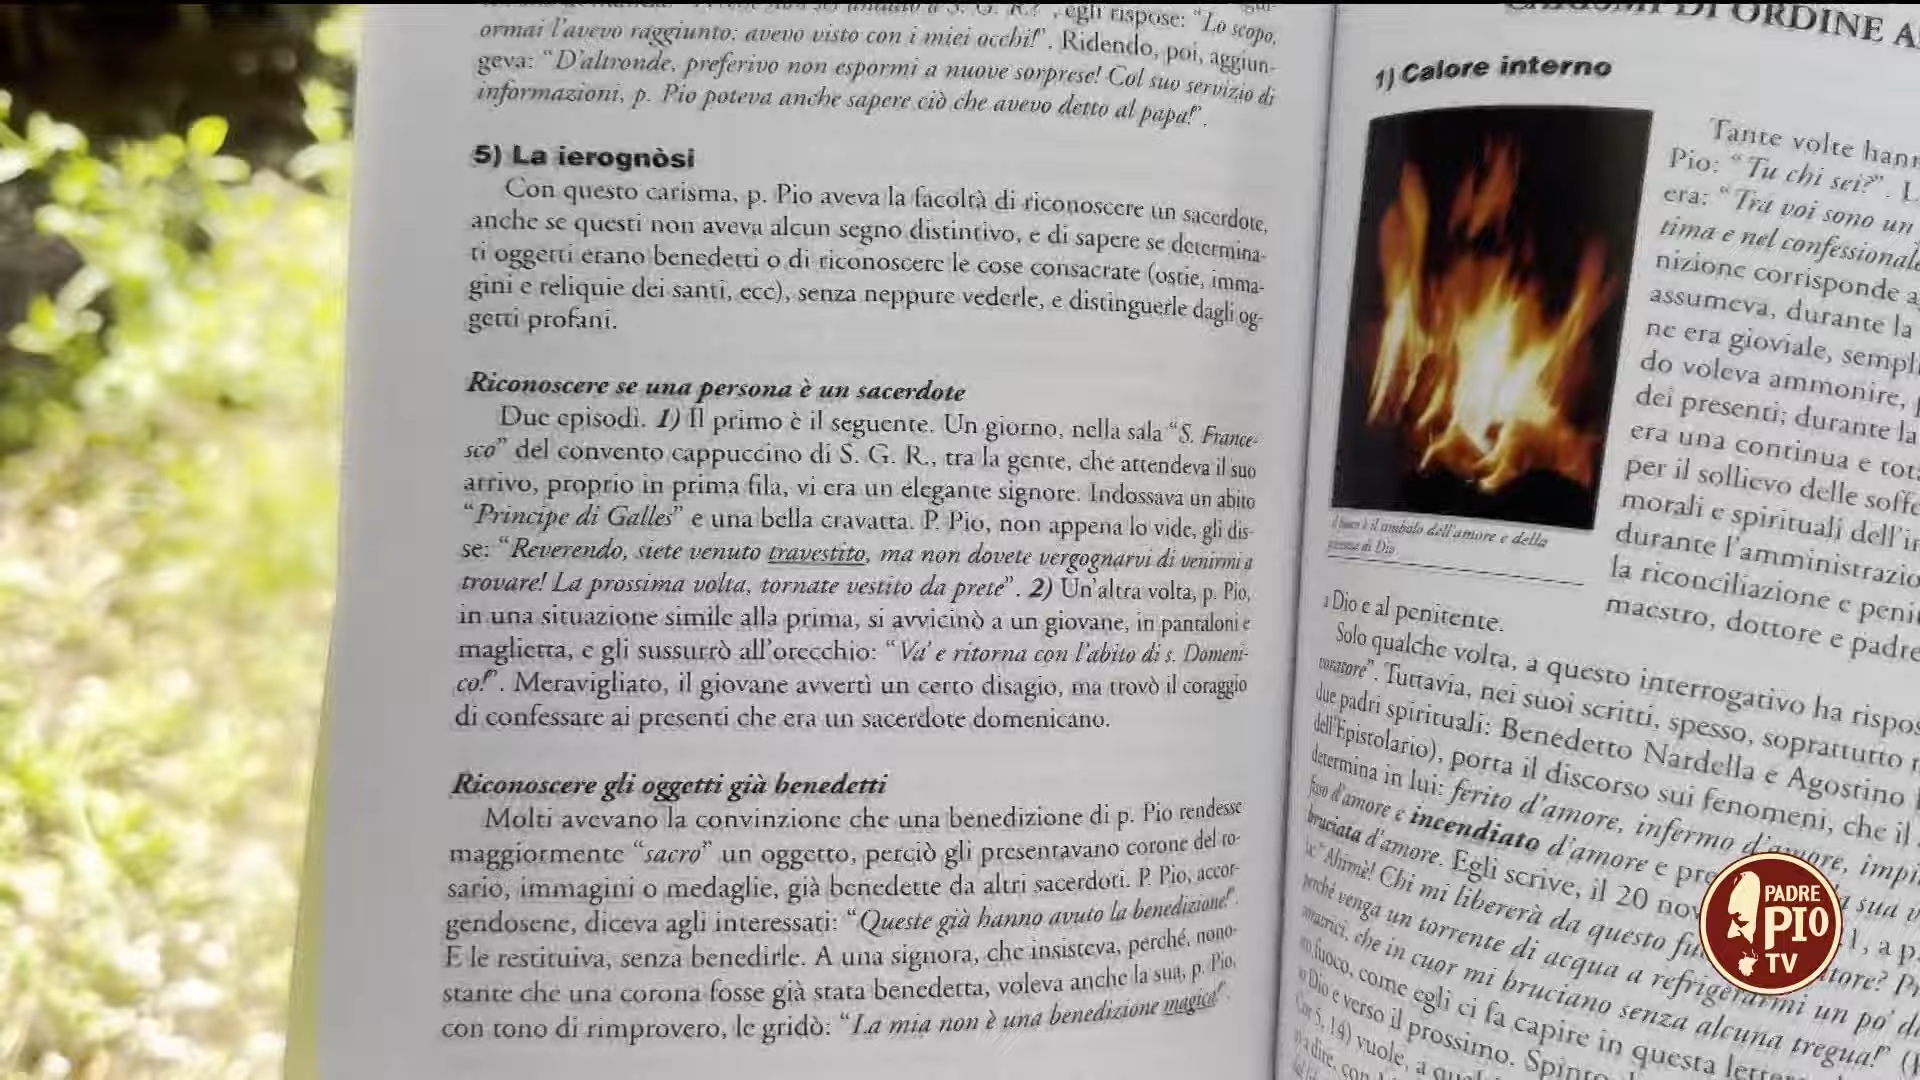 egli rispose: "Lo scopo,
ormai l'avevo raggiunto; avevo visto con i miei occhi!". Ridendo, poi, aggiun-
geva: "D'altronde, preferivo non espormi a nuove sorprese! Col suo servizio di
informazioni, p. Pio poteva anche sapere ciò che avevo detto al papa!".
5) La ierognòsi
Con questo carisma, p. Pio aveva la facoltà di riconoscere un sacerdote,
anche se questi non aveva alcun segno distintivo, e di sapere se determina-
ti oggetti erano benedetti o di riconoscere le cose consacrate (ostie, imma-
gini e reliquie dei santi, ecc), senza neppure vederle, e distinguerle dagli og-
getti profani.
Riconoscere se una persona è un sacerdote
Due episodi. 1) Il primo è il seguente. Un giorno, nella sala "S. France-
sco" del convento cappuccino di S. G. R., tra la gente, che attendeva il suo
arrivo, proprio in prima fila, vi era un elegante signore. Indossava un abito
"Principe di Galles" e una bella cravatta. P. Pio, non appena lo vide, gli dis-
se: "Reverendo, siete venuto travestito, ma non dovete vergognarvi di venirmi a
trovare! La prossima volta, tornate vestito da prete". 2) Un'altra volta, p. Pio,
in una situazione simile alla prima, si avvicinò a un giovane, in pantaloni e
maglietta, e gli sussurrò all'orecchio: "Va' e ritorna con l'abito di s. Domeni-
co!". Meravigliato, il giovane avvertì un certo disagio, ma trovò il coraggio
di confessare ai presenti che era un sacerdote domenicano.
Riconoscere gli oggetti già benedetti
Molti avevano la convinzione che una benedizione di p. Pio rendesse
maggiormente "sacro" un oggetto, perciò gli presentavano corone del ro-
sario, immagini o medaglie, già benedette da altri sacerdoti. P. Pio, accor-
gendosene, diceva agli interessati: "Queste già hanno avuto la benedizione!".
E le restituiva, senza benedirle. A una signora, che insisteva, perché, nono-
stante che una corona fosse già stata benedetta, voleva anche la sua, p. Pio,
con tono di rimprovero, le gridò: "La mia non è una benedizione magica!".
DI ORDINE
1) Calore interno
Tante volte
Pio: "Tu chi sei?".
era: "Tra voi sono un
tima e nel confessionale
nizione corrisponde
assumeva, durante la
ne era gioviale,
do voleva ammonire,
dei presenti; durante la
era una continua e
per il sollievo delle
morali e spirituali
durante
la riconciliazione e
maestro, dottore e padre
simbolo dell'amore e della
di Dio
Dio e al penitente.
Solo qualche volta, a questo interrogativo ha
Tuttavia, nei suoi scritti, spesso, soprattutto
due padri spirituali: Benedetto Nardella e Agostino
dell'Epistolario), porta il discorso sui fenomeni, che il
determina in lui: ferito d'amore, infermo d'amore,
d'amore e incendiato d'amore e
bruciata d'amore. Egli scrive, il 20
"Ahimè! Chi mi libererà da questo
perché venga un torrente di acqua a refrigerarmi un po'
che in cuor mi bruciano senza alcuna tregua!"
fuoco, come egli ci fa capire in questa
Dio e verso il prossimo.
5, 14) vuole, a
PADRE
PIO
TV